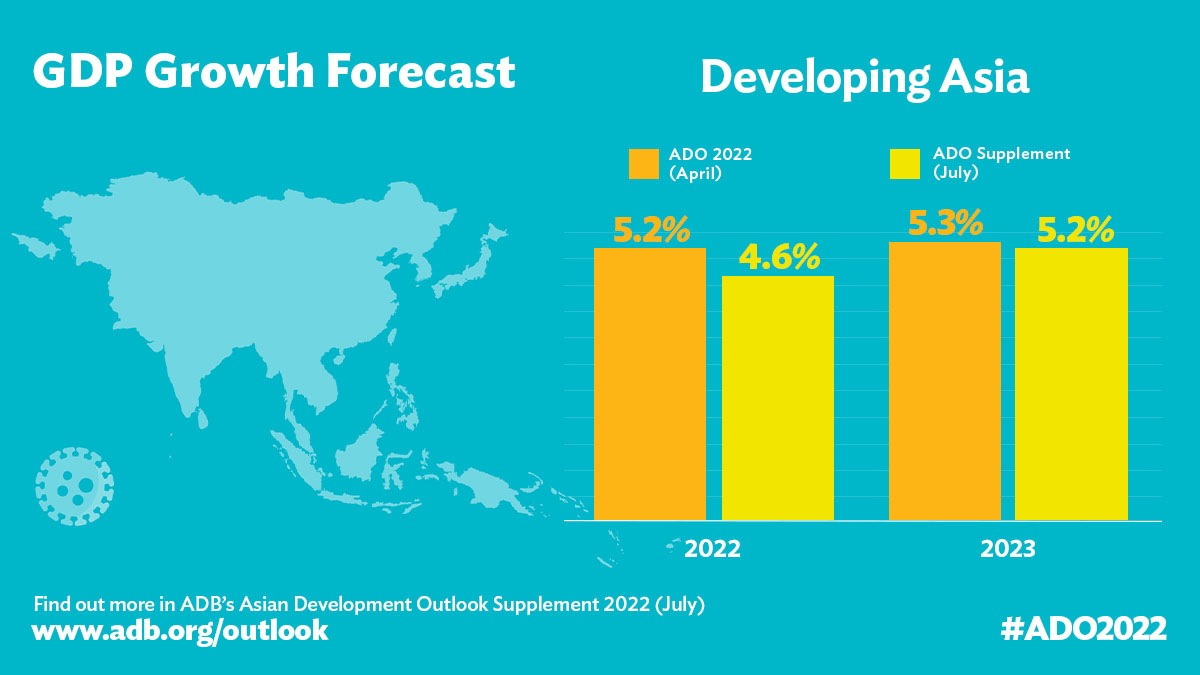 GDP Growth Forecast
Developing Asia
ADO 2022
(April)
ADO Supplement
(July)
5.2%
4.6%
5.3%
5.2%
2022
2023
Find out more in ADB's Asian Development Outlook Supplement 2022 (July)
www.adb.org/outlook
#ADO2022